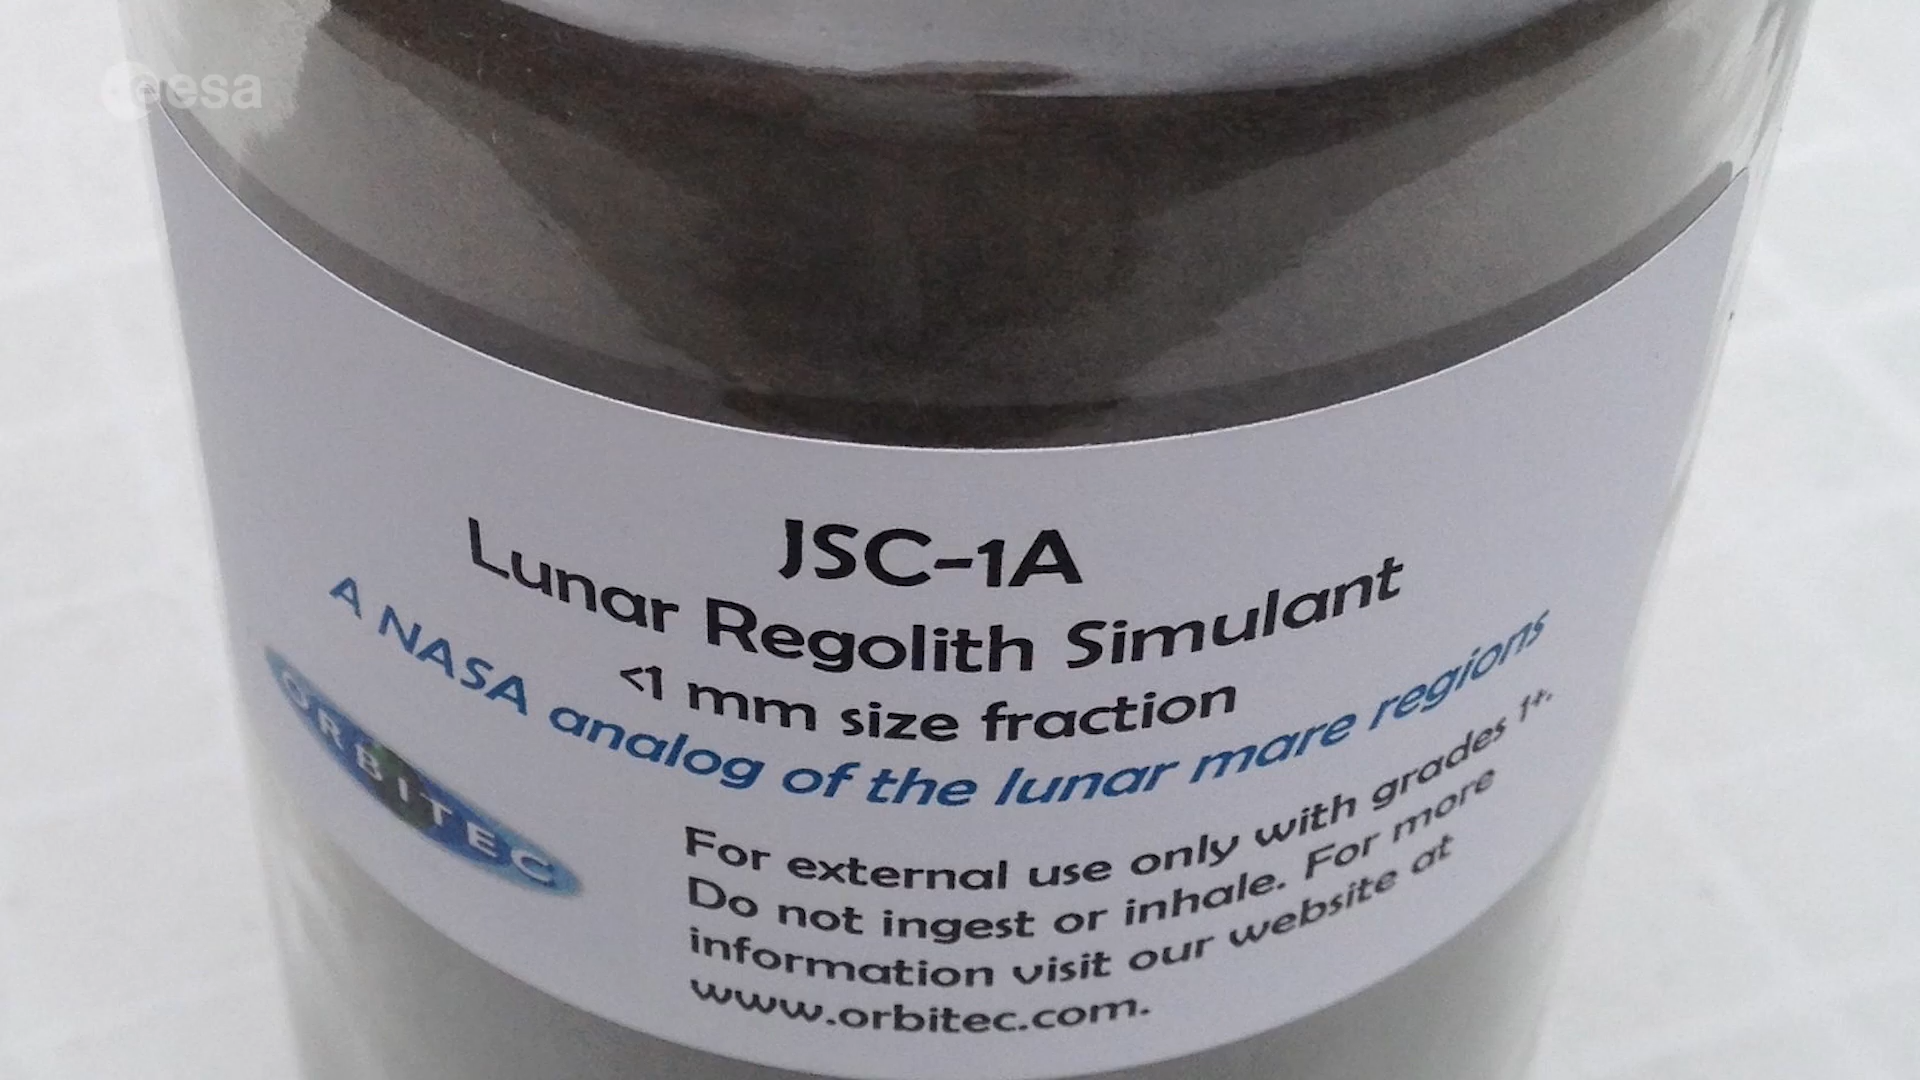 esa
JSC-1A
Lunar Regolith Simulant
<1 mm size fraction
A NASA analog of the lunar mare regions
ORBITEC
For external use only with grades 1+.
Do not ingest or inhale. For more
information visit our website at
www.orbitec.com.